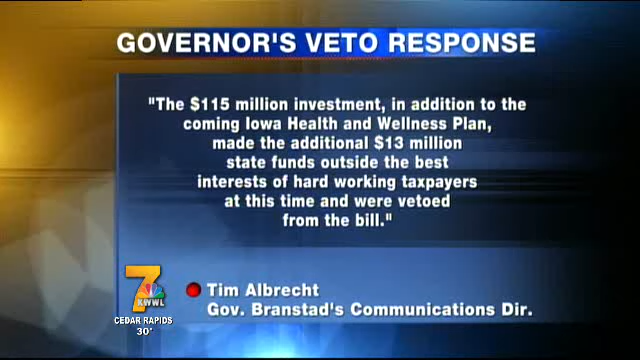 GOVERNOR'S VETO RESPONSE
"The $115 million investment, in addition to the
coming Iowa Health and Wellness Plan,
made the additional $13 million
state funds outside the best
interests of hard working taxpayers
at this time and were vetoed
from the bill."
Tim Albrecht
Gov. Branstad's Communications Dir.
7
KWWL
CEDAR RAPIDS
30°